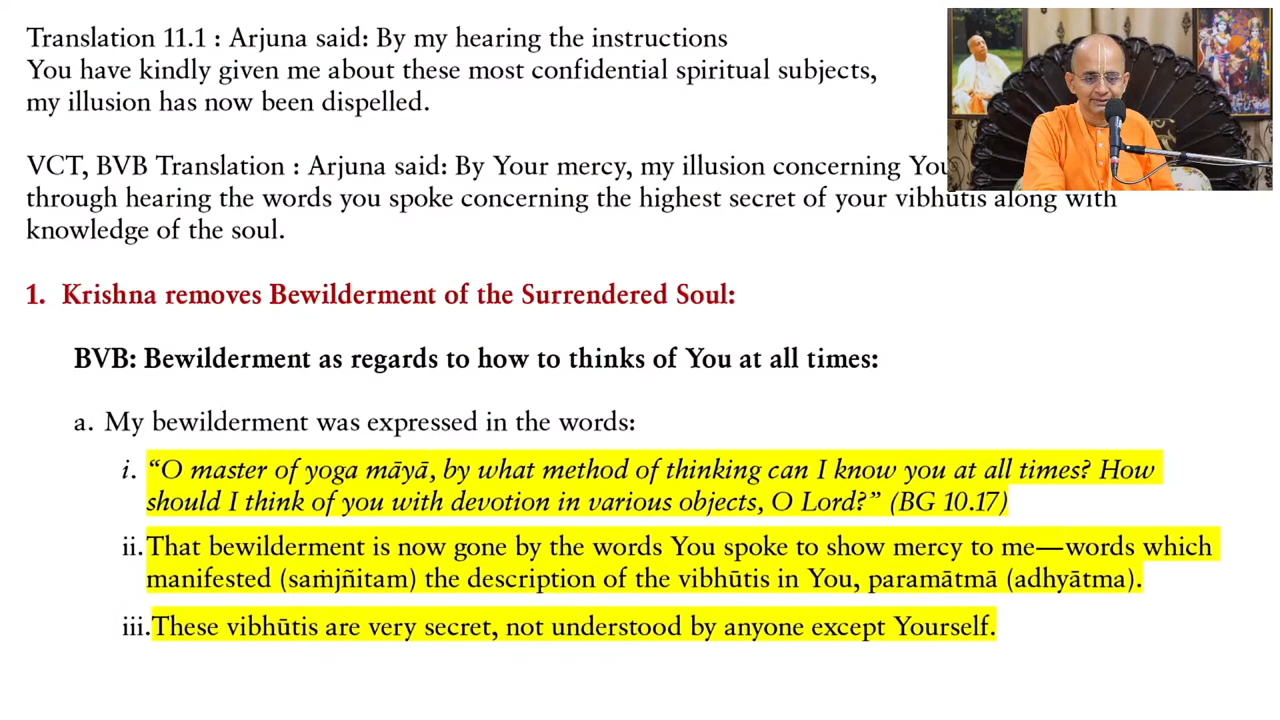 Translation 11.1 : Arjuna said: By my hearing the instructions
You have kindly given me about these most confidential spiritual subjects,
my illusion has now been dispelled.
VCT, BVB Translation : Arjuna said: By Your mercy, my illusion concerning
through hearing the words you spoke concerning the highest secret of your vibhūtis along with
knowledge of the soul.
1. Krishna removes Bewilderment of the Surrendered Soul:
BVB: Bewilderment as regards to how to thinks of You at all times:
a. My bewilderment was expressed in the words:
i. “O master of yoga māyā, by what method of thinking can I know you at all times? How
should I think of you with devotion in various objects, O Lord?” (BG 10.17)
ii. That bewilderment is now gone by the words You spoke to show mercy to me—words which
manifested (saṁjñitam) the description of the vibhūtis in You, paramātmā (adhyātma).
iii. These vibhūtis are very secret, not understood by anyone except Yourself.